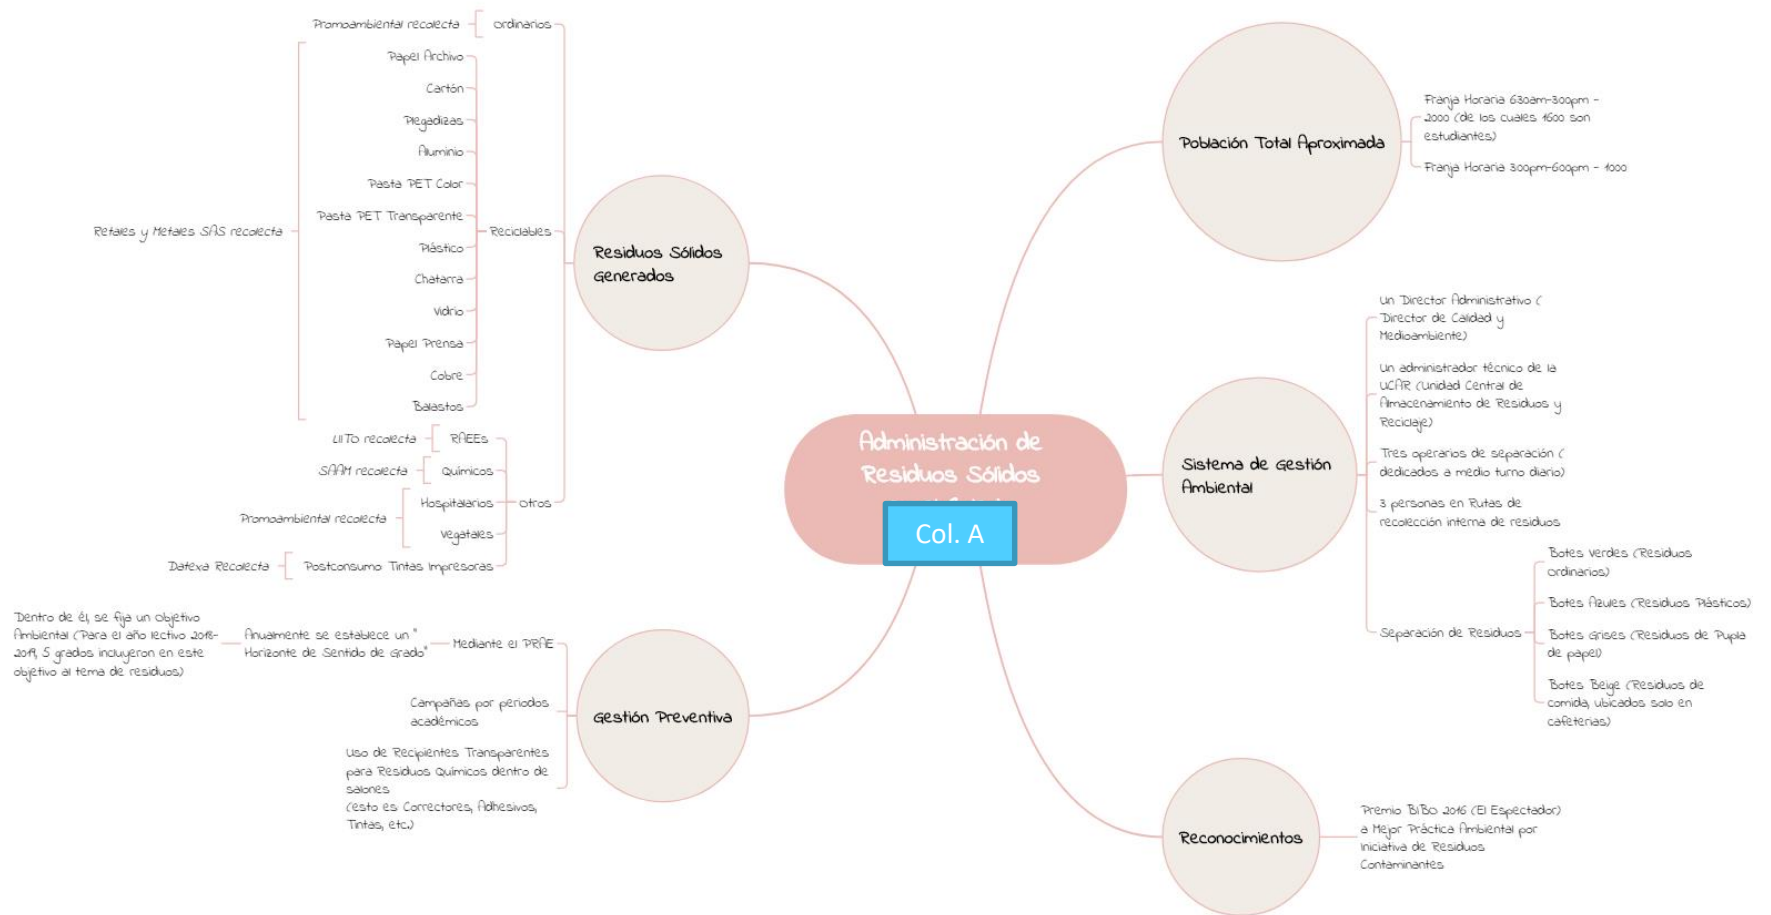 Administración de
Residuos Sólidos
Col. A
Residuos Sólidos
Generados
Ordinarios
Promoambiental recolecta
Reciclables
Papel Archivo
Cartón
Plegadizas
Aluminio
Pasta PET Color
Pasta PET Transparente
Plástico
Chatarra
Vidrio
Papel Prensa
Cobre
Balastos
Retales y Metales SAS recolecta
Otros
RAEEs
LITO recolecta
Químicos
SAAM recolecta
Hospitalarios
Vegatales
Promoambiental recolecta
Postconsumo Tintas Impresoras
Datexa Recolecta
Gestión Preventiva
Mediante el PRAE
Anualmente se establece un "
Horizonte de Sentido de Grado"
Dentro de él, se fija un Objetivo
Ambiental (Para el año lectivo 2018-
2019, 5 grados incluyeron en este
objetivo al tema de residuos)
Campañas por periodos
académicos
Uso de Recipientes Transparentes
para Residuos Químicos dentro de
salones
(esto es: Correctores, Adhesivos,
Tintas, etc.)
Población Total Aproximada
Franja Horaria 630am-300pm -
2000 (de los cuales 1600 son
estudiantes)
Franja Horaria 300pm-600pm - 1000
Sistema de Gestión
Ambiental
Un Director Administrativo (
Director de Calidad y
Medioambiente)
Un administrador técnico de la
UCAR (Unidad Central de
Almacenamiento de Residuos y
Reciclaje)
Tres operarios de separación (
dedicados a medio turno diario)
3 personas en Rutas de
recolección interna de residuos
Separación de Residuos
Botes Verdes (Residuos
Ordinarios)
Botes Azules (Residuos Plásticos)
Botes Grises (Residuos de Pupla
de papel)
Botes Beige (Residuos de
comida, ubicados solo en
cafeterias)
Reconocimientos
Premio BIBO 2016 (El Espectador)
a Mejor Práctica Ambiental por
Iniciativa de Residuos
Contaminantes